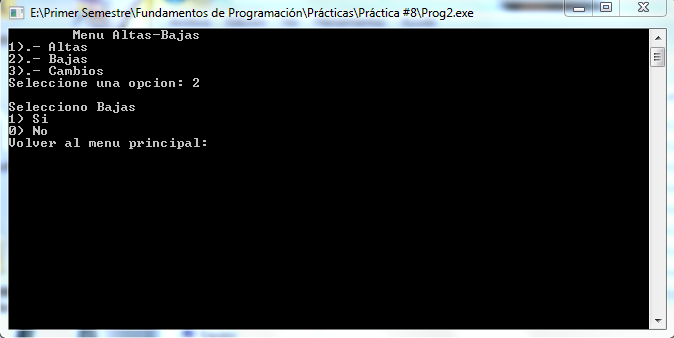 E:\Primer Semestre\Fundamentos de Programación\Prácticas\Práctica #8\Prog2.exe
Menu Altas-Bajas
1).- Altas
2).- Bajas
3).- Cambios
Seleccione una opcion: 2
Selecciono Bajas
1) Si
0) No
Volver al menu principal: